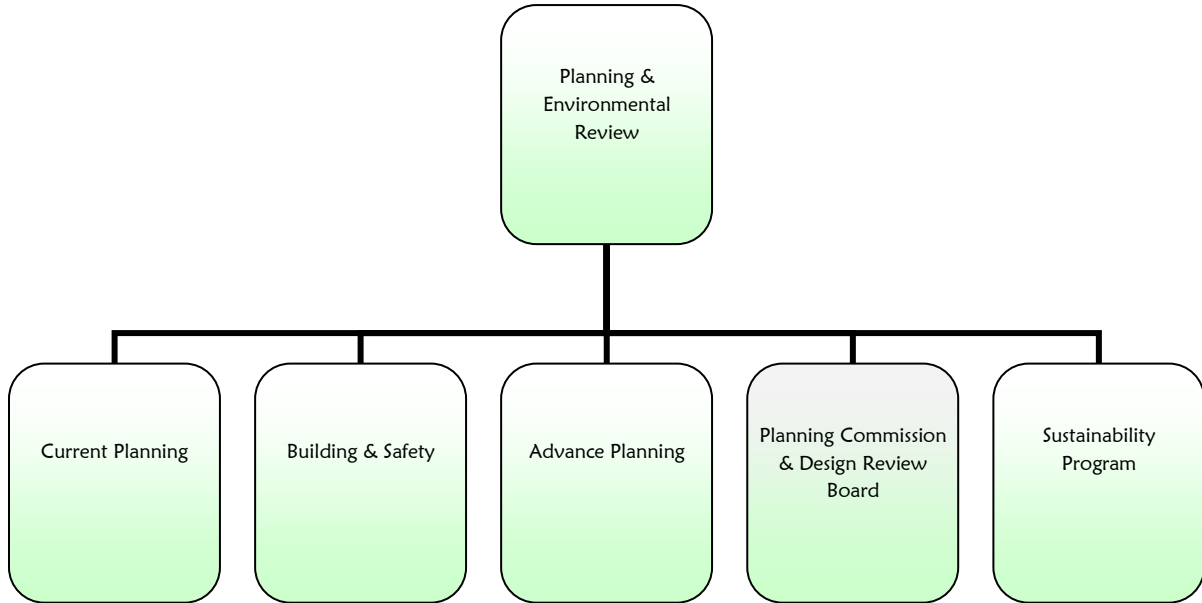 Planning &
Environmental
Review
Current Planning
Building & Safety
Advance Planning
Planning Commission
& Design Review
Board
Sustainability
Program